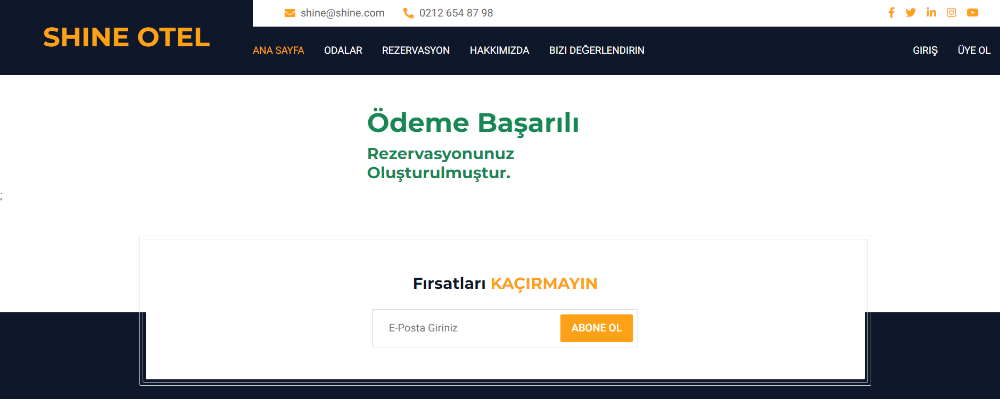 shine@shine.com 0212 654 87 98
SHINE OTEL
ANA SAYFA ODALAR REZERVASYON HAKKIMIZDA BIZI DEĞERLENDIRIN GIRIŞ ÜYE OL
Ödeme Başarılı
Rezervasyonunuz
Oluşturulmuştur.
;
Fırsatları KAÇIRMAYIN
E-Posta Giriniz ABONE OL